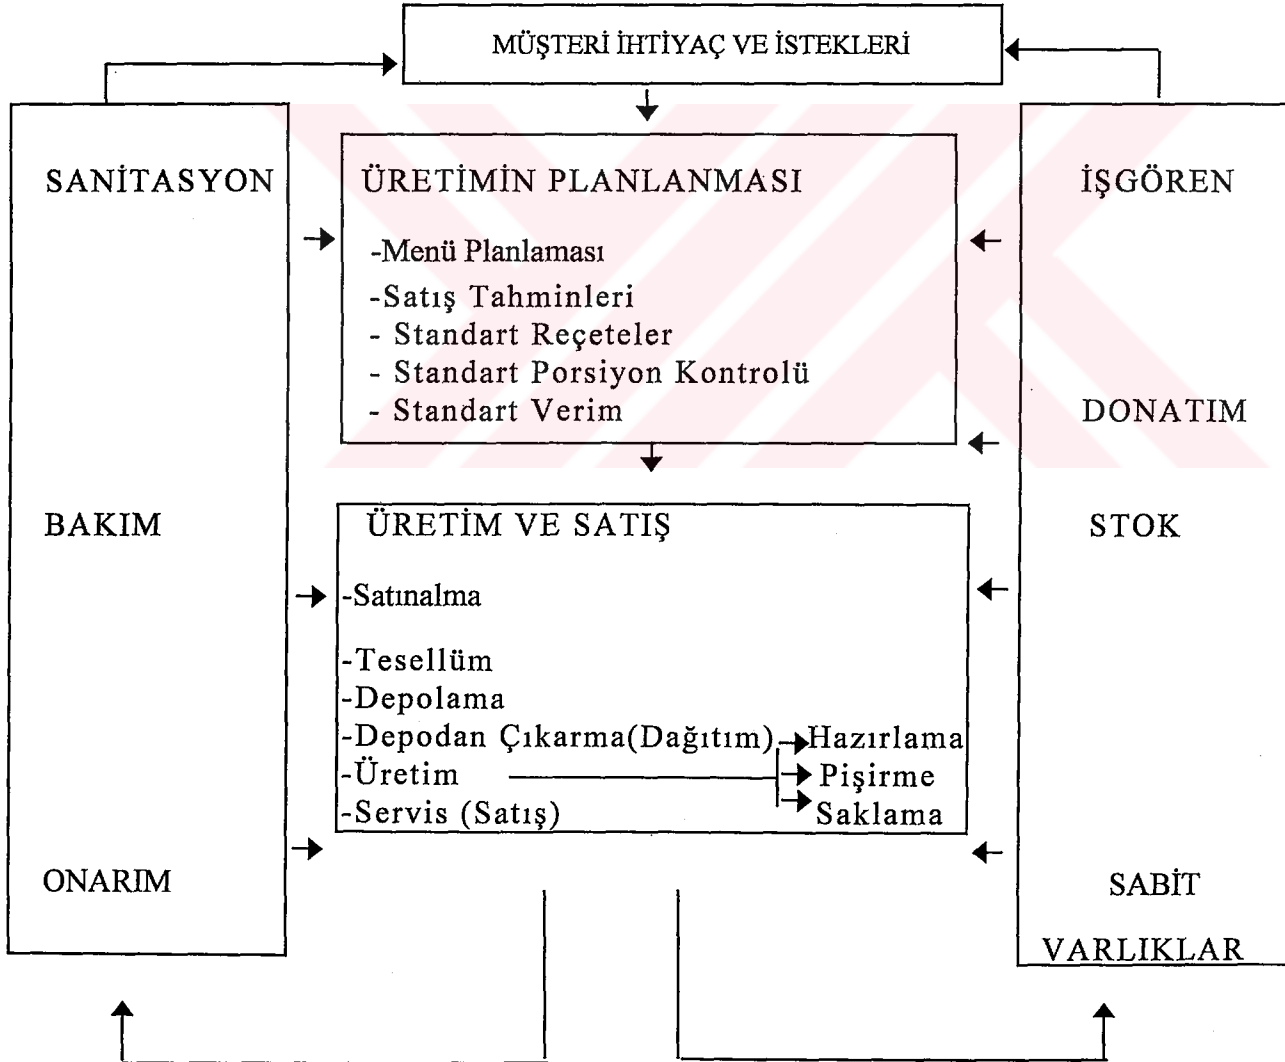 MÜŞTERİ İHTİYAÇ VE İSTEKLERİ
SANİTASYON
BAKIM
ONARIM
ÜRETİMİN PLANLANMASI
-Menü Planlaması
-Satış Tahminleri
- Standart Reçeteler
- Standart Porsiyon Kontrolü
- Standart Verim
ÜRETİM VE SATIŞ
-Satınalma
-Tesellüm
-Depolama
-Depodan Çıkarma(Dağıtım)
-Üretim
-Servis (Satış)
Hazırlama
Pişirme
Saklama
İŞGÖREN
DONATIM
STOK
SABİT
VARLIKLAR